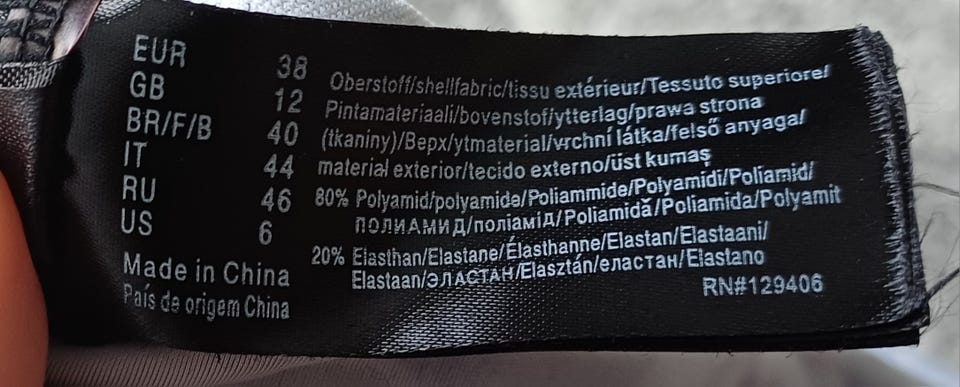 EUR 38
GB 12
BR/F/B 40
IT 44
RU 46
US 6
Made in China
País de origem China
Oberstoff/shellfabric/tissu extérieur/Tessuto superiore/
Pintamateriaali/bovenstof/ytterlag/prawa strona
(tkaniny)/Верх/ytmaterial/vrchní látka/felső anyaga/
material exterior/tecido externo/üst kumaş
80% Polyamid/polyamide/Poliammide/Polyamidi/Poliamid/
ПОЛИАМИД/поліамід/Poliamidă/Poliamida/Polyamit
20% Elasthan/Elastane/Élasthanne/Elastan/Elastaani/
Elastaan/ЭЛАСТАН/Elasztán/еластан/Elastano
RN#129406